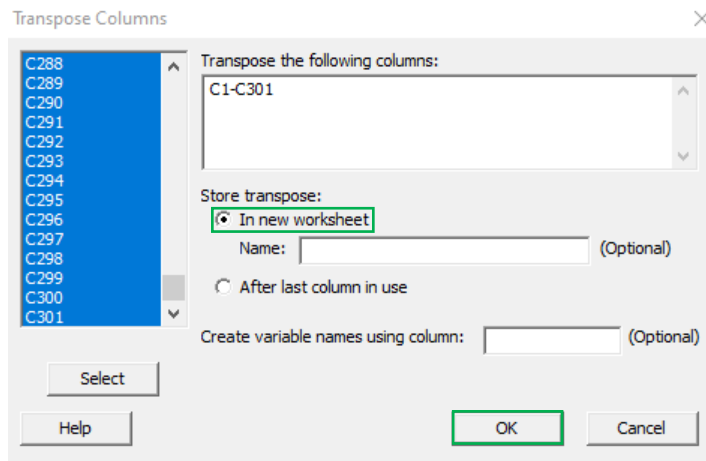 Transpose Columns
C288
C289
C290
C291
C292
C293
C294
C295
C296
C297
C298
C299
C300
C301
Select
Help
Transpose the following columns:
C1-C301
Store transpose:
In new worksheet
Name: (Optional)
After last column in use
Create variable names using column: (Optional)
OK
Cancel